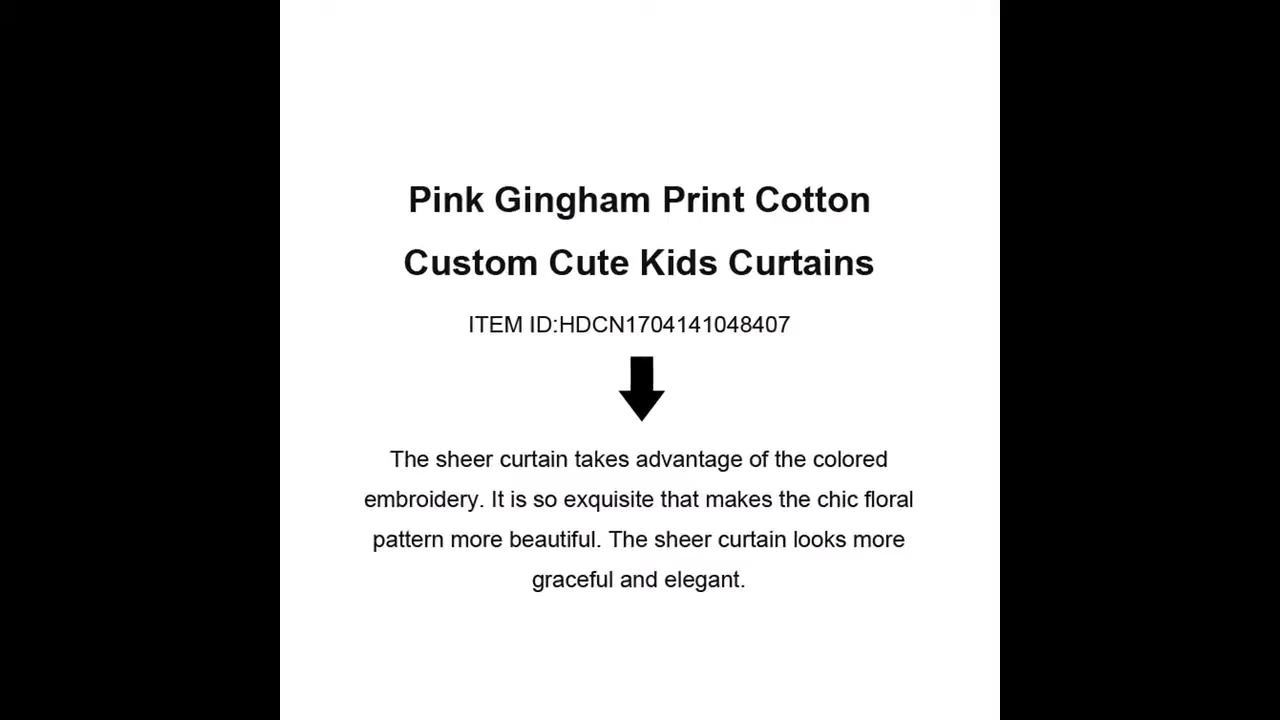 Pink Gingham Print Cotton
Custom Cute Kids Curtains
ITEM ID:HDCN1704141048407
The sheer curtain takes advantage of the colored
embroidery. It is so exquisite that makes the chic floral
pattern more beautiful. The sheer curtain looks more
graceful and elegant.